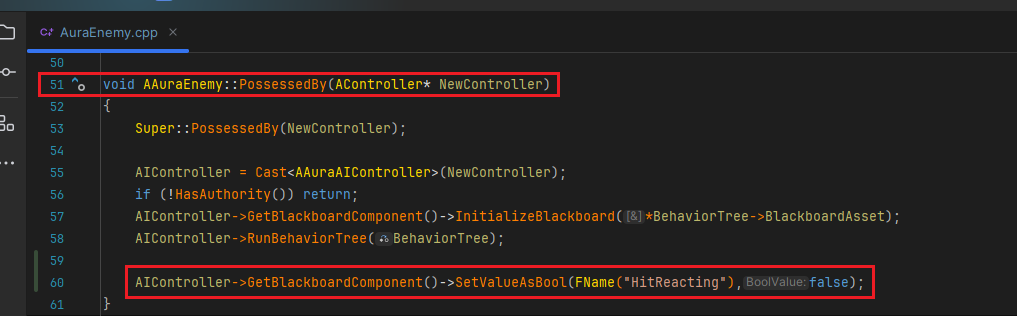 AuraEnemy.cpp ×
50
51 void AAuraEnemy::PossessedBy(AController* NewController)
52 {
53 Super::PossessedBy(NewController);
54
55 AIController = Cast<AAuraAIController>(NewController);
56 if (!HasAuthority()) return;
57 AIController->GetBlackboardComponent()->InitializeBlackboard([&]*BehaviorTree->BlackboardAsset);
58 AIController->RunBehaviorTree(BehaviorTree);
59
60 AIController->GetBlackboardComponent()->SetValueAsBool(FName("HitReacting"),BoolValue:false);
61 }